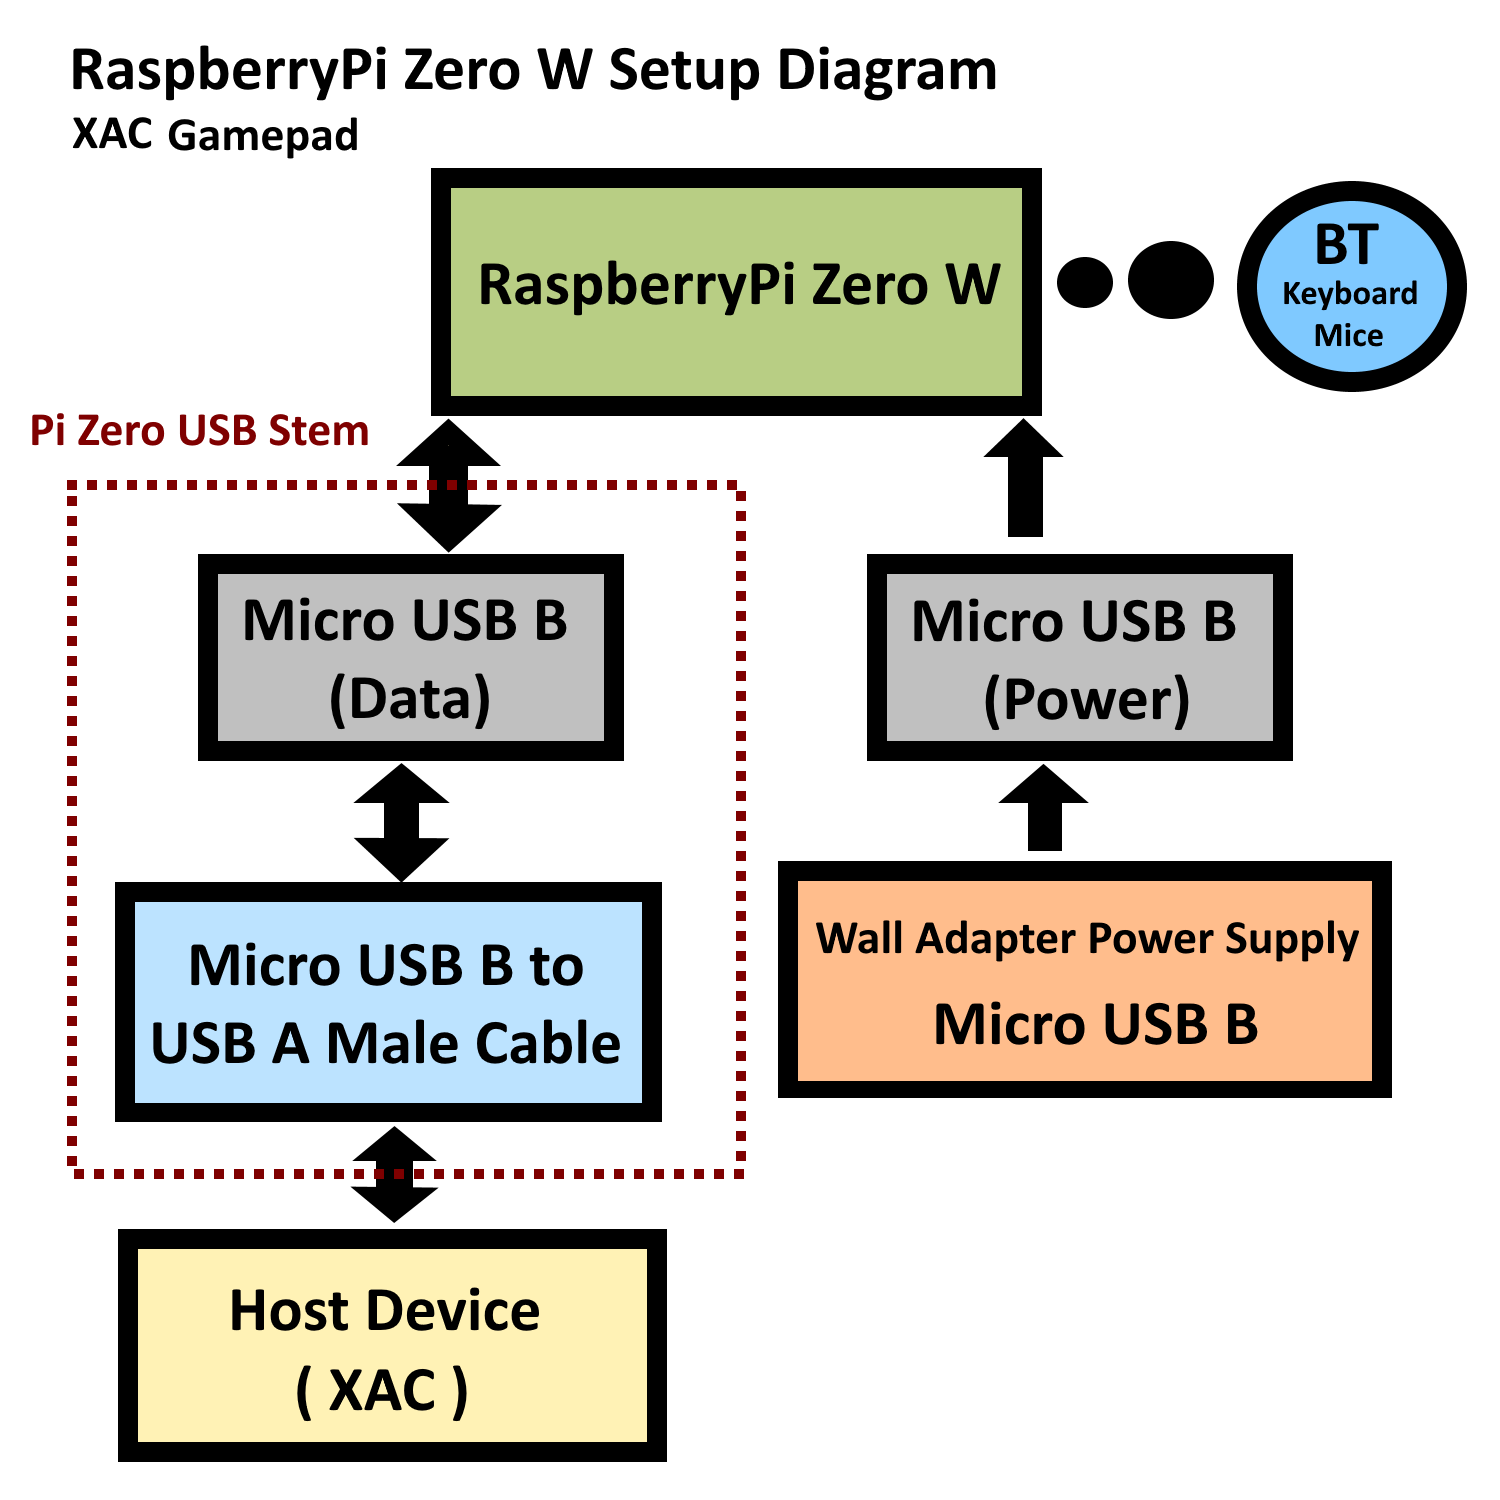 RaspberryPi Zero W Setup Diagram
XAC Gamepad
RaspberryPi Zero W
BT
Keyboard
Mice
Pi Zero USB Stem
Micro USB B
(Data)
Micro USB B
(Power)
Micro USB B to
USB A Male Cable
Wall Adapter Power Supply
Micro USB B
Host Device
( XAC )